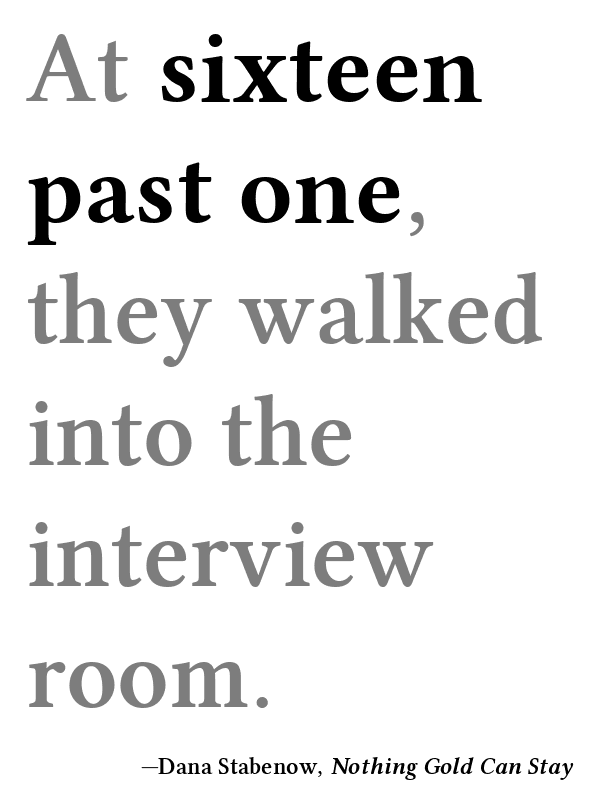 At sixteen
past one,
they walked
into the
interview
room.
—Dana Stabenow, Nothing Gold Can Stay